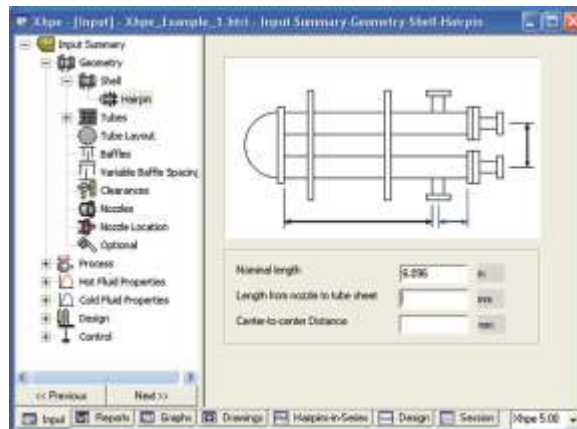 Xhpe - [Input] - Xhpe_Example_1.htri - Input Summary-Geometry-Shell-Hairpin
Input Summary
Geometry
Shell
Hairpin
Tubes
Tube Layout
Baffles
Variable Baffle Spacing
Clearances
Nozzles
Nozzle Location
Optional
Process
Hot Fluid Properties
Cold Fluid Properties
Design
Control
Nominal length 6.096 m
Length from nozzle to tube sheet mm
Center-to-center Distance mm
<< Previous Next >>
Input Reports Graphs Drawings Hairpins-in-Series Design Session Xhpe 5.00